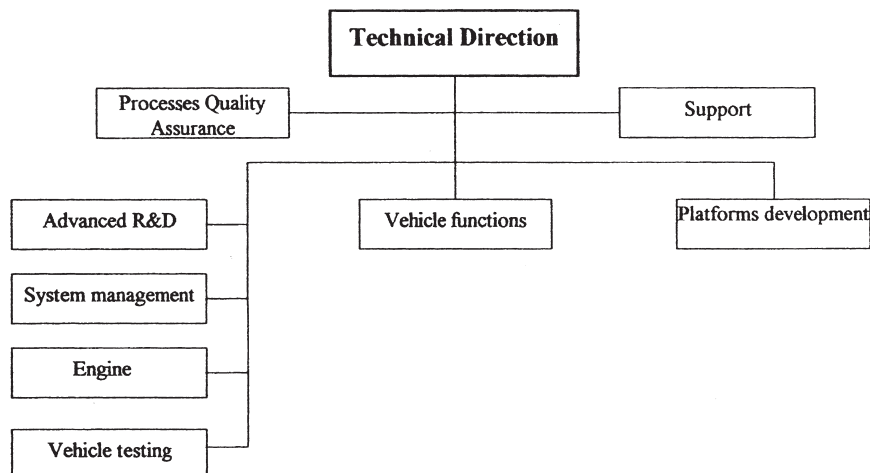 Technical Direction
Processes Quality
Assurance
Support
Advanced R&D
Vehicle functions
Platforms development
System management
Engine
Vehicle testing